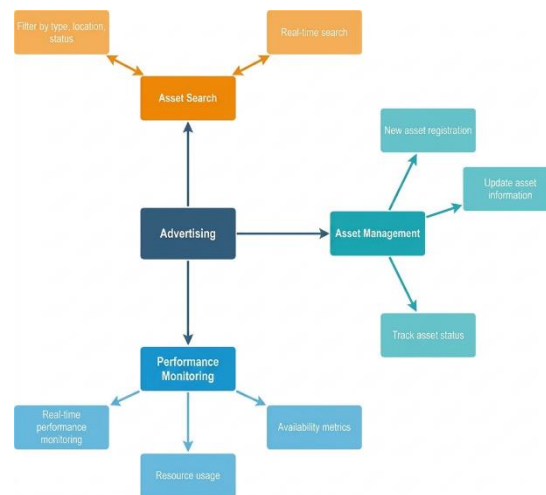 Filter by type, location,
status
Real-time search
Asset Search
New asset registration
Update asset
information
Advertising
Asset Management
Track asset status
Performance
Monitoring
Real-time
performance
monitoring
Availability metrics
Resource usage